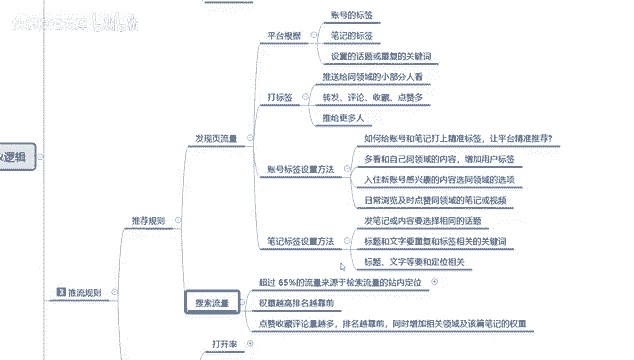 账号的标签
平台根据
笔记的标签
设置的话题或重复的关键词
推送给同领域的小部分人看
打标签
转发、评论、收藏、点赞多
推给更多人
发现页流量
如何给账号和笔记打上精准标签，让平台精准推荐?
多看和自己同领域的内容，增加用户标签
账号标签设置方法
入住新账号感兴趣的内容选同领域的选项
日常浏览及时点赞同领域的笔记或视频
推荐规则
发笔记或内容要选择相同的话题
笔记标签设置方法
标题和文字要重复和标签相关的关键词
标题、文字等要和定位相关
2 推流规则
超过 65%的流量来源于检索流量的站内定位
搜索流量
权重越高排名越靠前
点赞收藏评论量越多，排名越靠前，同时增加相关领域及该篇笔记的权重
打开率
逻辑